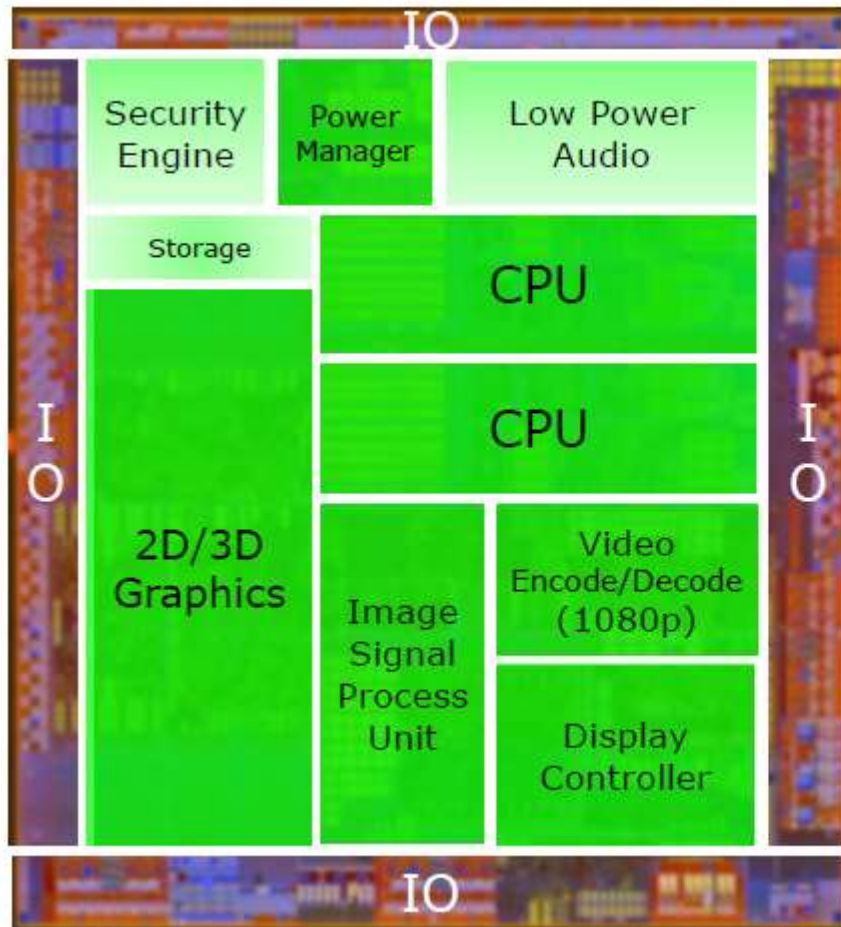 IO
Security
Engine
Power
Manager
Low Power
Audio
Storage
CPU
CPU
I
O
I
O
2D/3D
Graphics
Image
Signal
Process
Unit
Video
Encode/Decode
(1080p)
Display
Controller
IO